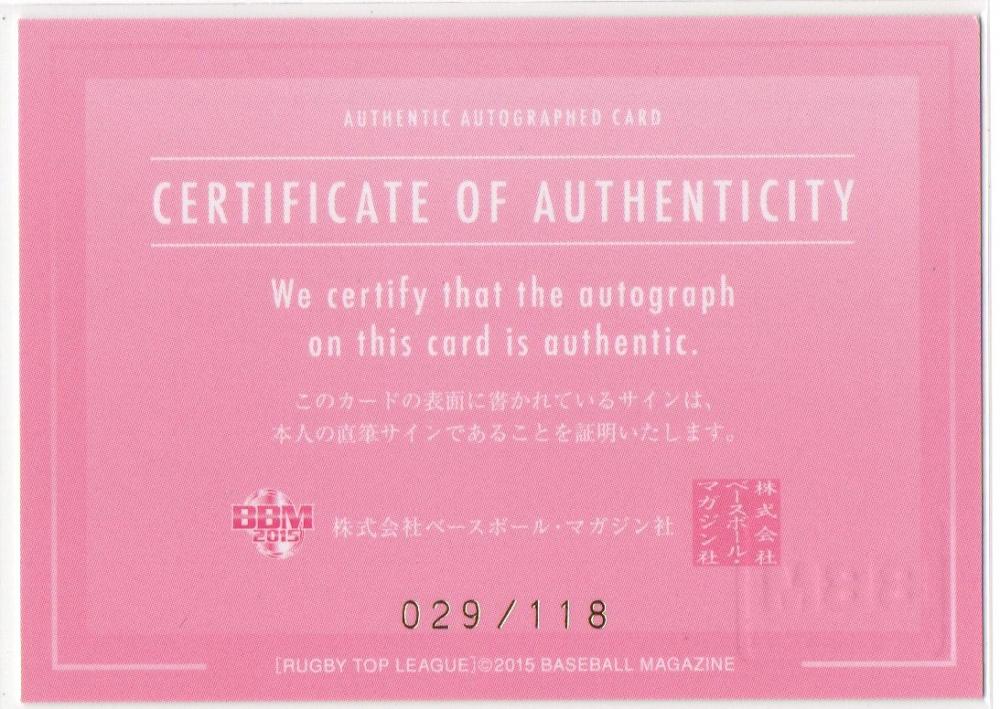 AUTHENTIC AUTOGRAPHED CARD
CERTIFICATE OF AUTHENTICITY
We certify that the autograph
on this card is authentic.
このカードの表面に書かれているサインは、
本人の直筆サインであることを証明いたします。
BBM
2015
株式会社ベースボール・マガジン社
株式会社
ベースボール・
マガジン社
029/118
[RUGBY TOP LEAGUE]©2015 BASEBALL MAGAZINE